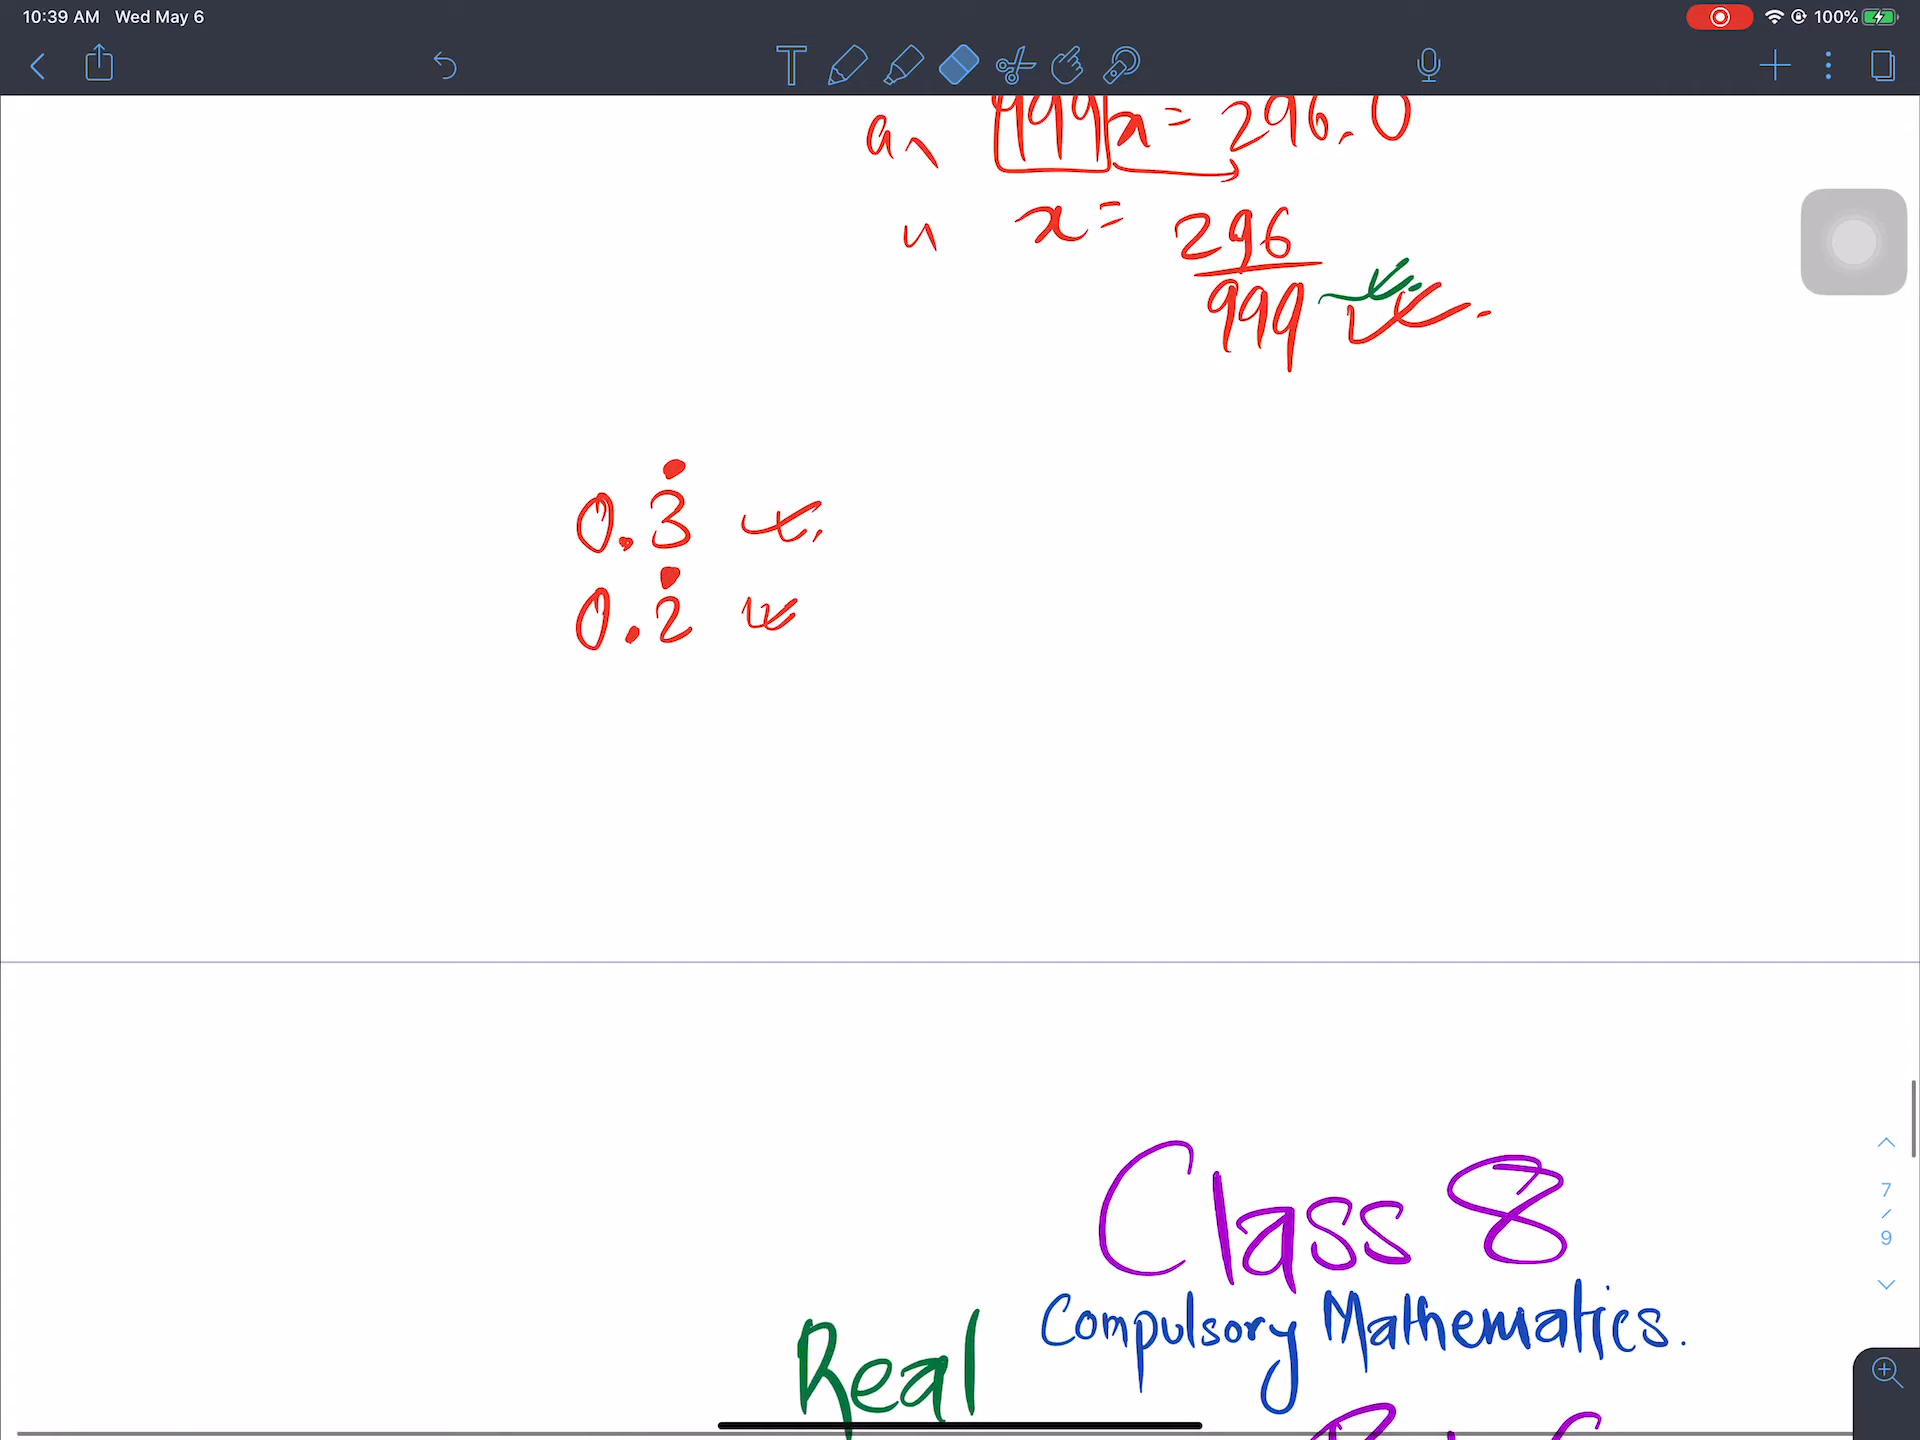 10:39 AM Wed May 6
100%
T
or, 999x = 296.0
x = 296
999
0.3̇
0.2̇
7
/
9
Class 8
Compulsory Mathematics.
Real